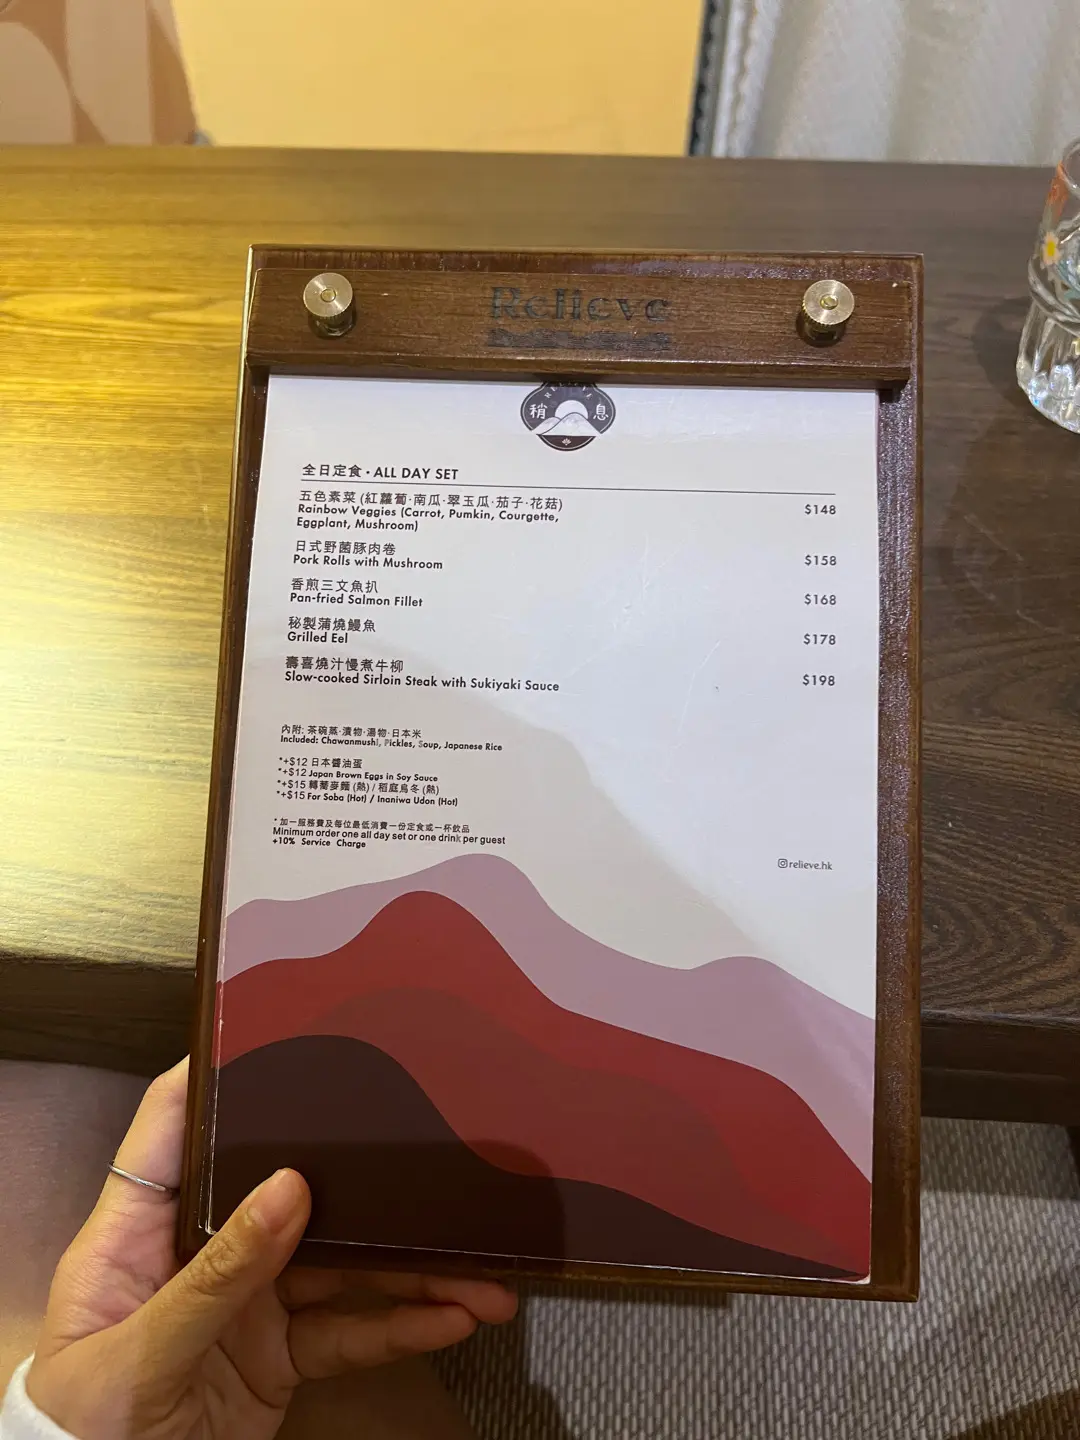 Relieve
稍 息
全日定食 · ALL DAY SET
五色素菜 (紅蘿蔔·南瓜·翠玉瓜·茄子·花菇)
Rainbow Veggies (Carrot, Pumkin, Courgette,
Eggplant, Mushroom)
$148
日式野菌豚肉卷
Pork Rolls with Mushroom
$158
香煎三文魚扒
Pan-fried Salmon Fillet
$168
秘製蒲燒鰻魚
Grilled Eel
$178
壽喜燒汁慢煮牛柳
Slow-cooked Sirloin Steak with Sukiyaki Sauce
$198
內附: 茶碗蒸·漬物·湯物·日本米
Included: Chawanmushi, Pickles, Soup, Japanese Rice
*+$12 日本醬油蛋
*+$12 Japan Brown Eggs in Soy Sauce
*+$15 轉蕎麥麵 (熱) / 稻庭烏冬 (熱)
*+$15 For Soba (Hot) / Inaniwa Udon (Hot)
* 加一服務費及每位最低消費一份定食或一杯飲品
Minimum order one all day set or one drink per guest
+10% Service Charge
relieve.hk